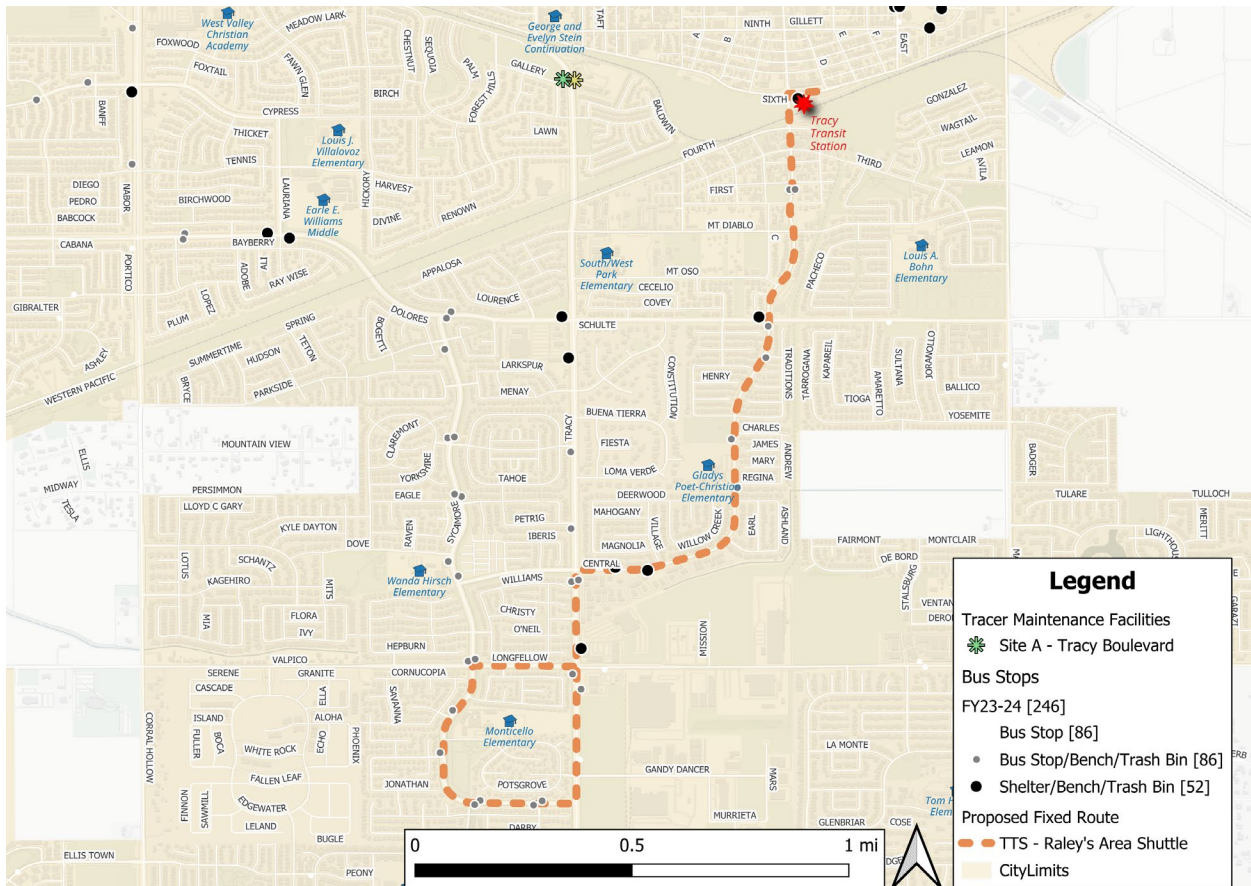 West Valley
Christian
Academy
MEADOW LARK
FOXWOOD
FOXTAIL
FAWN GLEN
CHESTNUT
SEQUOIA
PALM
FOREST HILLS
BIRCH
CYPRESS
BANFF
George and
Evelyn Stein
Continuation
GALLERY
TAFT
LAWN
BALDWIN
NINTH
GILLETT
A
B
D
E
F
EAST
SIXTH
Tracy
Transit
Station
GONZALEZ
WAGTAIL
LEAMON
AVILA
THIRD
FOURTH
FIRST
THICKET
TENNIS
Louis J.
Villalovoz
Elementary
DIEGO
PEDRO
BABCOCK
NABOR
BIRCHWOOD
LAURIANA
HICKORY
HARVEST
DIVINE
RENOWN
Earle E.
Williams
Middle
CABANA
BAYBERRY
PORTICO
ADOBE
ALI
RAY WISE
APPALOSA
MT DIABLO
C
PACHECO
Louis A.
Bohn
Elementary
South/West
Park
Elementary
MT OSO
CECELIO
COVEY
GIBRALTER
PLUM
LOPEZ
SPRING
BOGETTI
DOLORES
LOURENCE
SCHULTE
SUMMERTIME
HUDSON
TETON
PARKSIDE
ASHLEY
WESTERN PACIFIC
BRYCE
LARKSPUR
MENAY
CONSTITUTION
HENRY
TRADITIONS
TARROGANA
KAPAREIL
TIOGA
AMARETTO
SULTANA
TOBOX
BALLICO
YOSEMITE
BUENA TIERRA
TRACY
CHARLES
JAMES
MARY
REGINA
ANDREW
FIESTA
LOMA VERDE
DEERWOOD
MAHOGANY
MAGNOLIA
VILLAGE
Gladys
Poet-Christian
Elementary
WILLOW CREEK
EARL
ASHLAND
CLAREMONT
YORKSHIRE
MOUNTAIN VIEW
ELLIS
MIDWAY
TESLA
PERSIMMON
LLOYD C GARY
EAGLE
TAHOE
PETRIG
IBERIS
KYLE DAYTON
DOVE
RAVEN
SYCAMORE
LOTUS
SCHANTZ
KAGEHIRO
MITS
MIA
FLORA
IVY
Wanda Hirsch
Elementary
WILLIAMS
CENTRAL
CHRISTY
O'NEIL
HEPBURN
LONGFELLOW
VALPICO
MISSION
BADGER
TULARE
TULLOCH
MERITT
LIGHTHOUS
FAIRMONT
MONTCLAIR
DE BORD
STALSBURG
VENTAN
DEROU
GARAZI
SERENE
GRANITE
CASCADE
CORNUCOPIA
SAVANNA
ISLAND
FULLER
BOCA
ELLA
ALOHA
ECHO
PHOENIX
WHITE ROCK
FALLEN LEAF
CORRAL HOLLOW
Monticello
Elementary
JONATHAN
POTSGROVE
DARBY
FINNON
SAWMILL
EDGEWATER
LELAND
BUGLE
ELLIS TOWN
PEONY
GANDY DANCER
MARS
MURRIETA
LA MONTE
GLENBRIAR
COSE
Tom H
Elem
ERB
0
0.5
1 mi
Legend
Tracer Maintenance Facilities
Site A - Tracy Boulevard
Bus Stops
FY23-24 [246]
Bus Stop [86]
Bus Stop/Bench/Trash Bin [86]
Shelter/Bench/Trash Bin [52]
Proposed Fixed Route
TTS - Raley's Area Shuttle
CityLimits